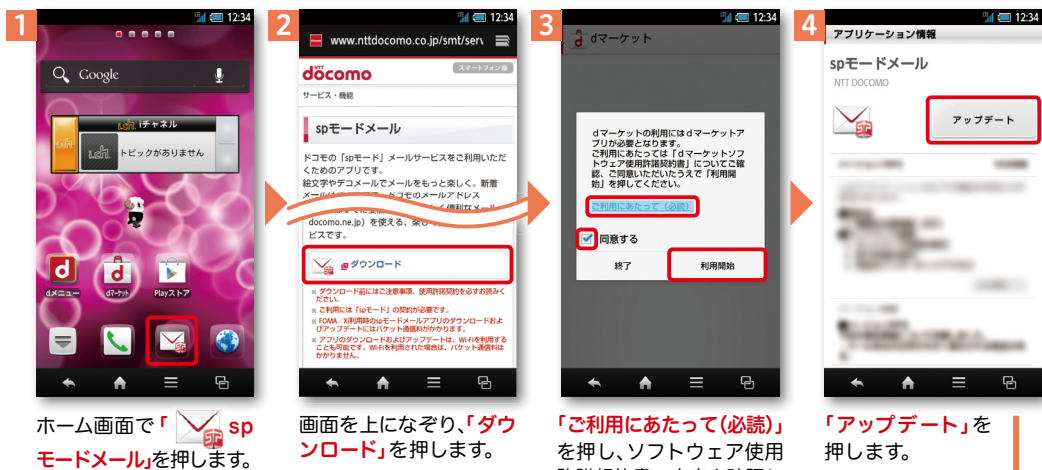 1
12:34
Google
i.ch. iチャネル
i.ch.
i.ch.
トピックがありません
dメニュー
dマーケット
Playストア
ホーム画面で「 sp
モードメール」を押します。
2
12:34
www.nttdocomo.co.jp/smt/serv
NTT
döcomo
スマートフォン版
サービス・機能
spモードメール
ドコモの「spモード」メールサービスをご利用いただ
くためのアプリです。
絵文字やデコメールでメールをもっと楽しく。新着
docomo.ne.jp）を使える、
ビスです。
ダウンロード
※ ダウンロード前にはご注意事項、使用許諾契約を必ずお読みく
ださい。
※ ご利用には「spモード」の契約が必要です。
※ FOMA／Xi利用時のspモードメールアプリのダウンロードおよ
びアップデートにはパケット通信料がかかります。
※ アプリのダウンロードおよびアップデートは、Wi-Fiを利用する
ことも可能です。Wi-Fiを利用された場合は、パケット通信料は
かかりません。
画面を上になぞり、「ダウ
ンロード」を押します。
3
12:34
dマーケット
dマーケットの利用にはdマーケットア
プリが必要となります。
ご利用にあたっては「dマーケットソフ
トウェア使用許諾契約書」についてご確
認、ご同意いただいたうえで「利用開
始」を押してください。
ご利用にあたって（必読）
同意する
終了
利用開始
「ご利用にあたって（必読）」
を押し、ソフトウェア使用
4
12:34
アプリケーション情報
spモードメール
NTT DOCOMO
アップデート
「アップデート」を
押します。